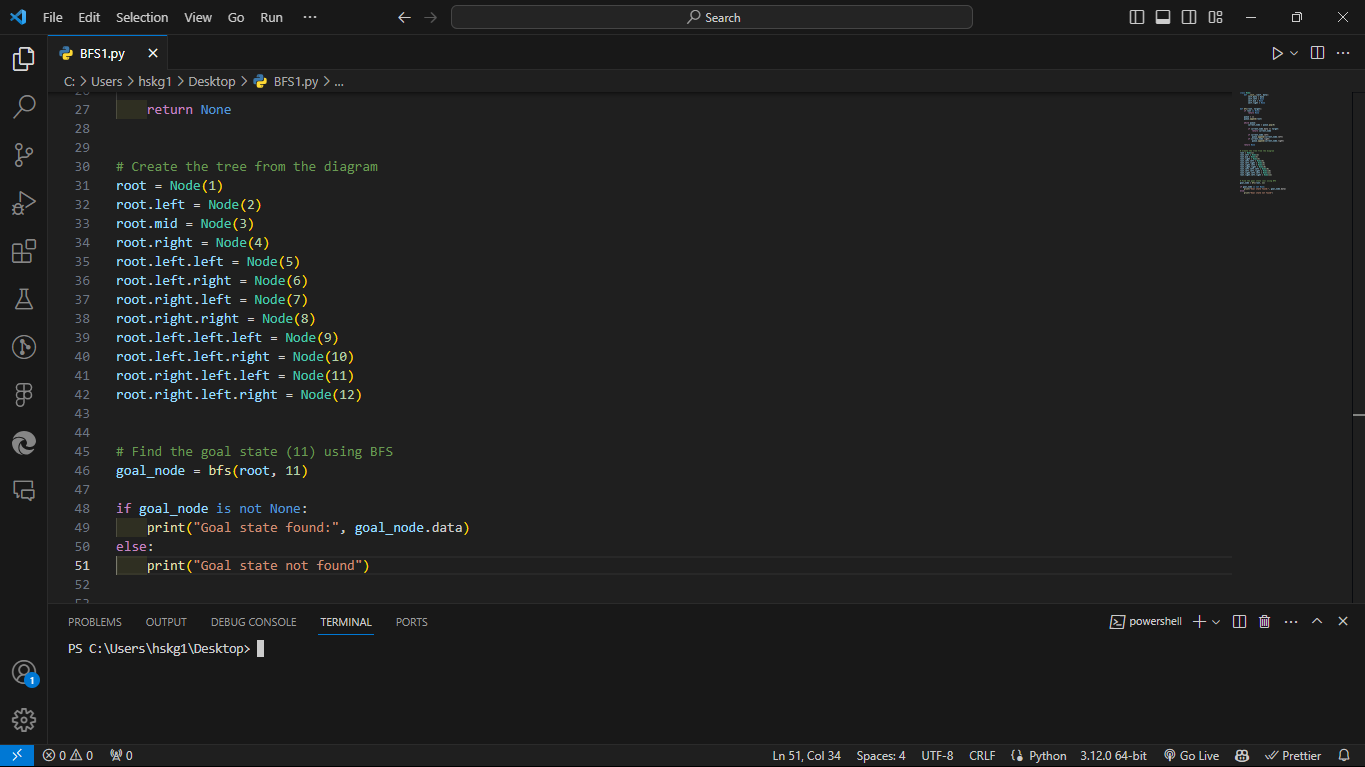 File Edit Selection View Go Run ··· Search
BFS1.py
C: > Users > hskg1 > Desktop > BFS1.py > ...
26
27 return None
28
29
30 # Create the tree from the diagram
31 root = Node(1)
32 root.left = Node(2)
33 root.mid = Node(3)
34 root.right = Node(4)
35 root.left.left = Node(5)
36 root.left.right = Node(6)
37 root.right.left = Node(7)
38 root.right.right = Node(8)
39 root.left.left.left = Node(9)
40 root.left.left.right = Node(10)
41 root.right.left.left = Node(11)
42 root.right.left.right = Node(12)
43
44
45 # Find the goal state (11) using BFS
46 goal_node = bfs(root, 11)
47
48 if goal_node is not None:
49 print("Goal state found:", goal_node.data)
50 else:
51 print("Goal state not found")
52
53
PROBLEMS OUTPUT DEBUG CONSOLE TERMINAL PORTS powershell
PS C:\Users\hskg1\Desktop>
1
0 0 0 Ln 51, Col 34 Spaces: 4 UTF-8 CRLF Python 3.12.0 64-bit Go Live Prettier